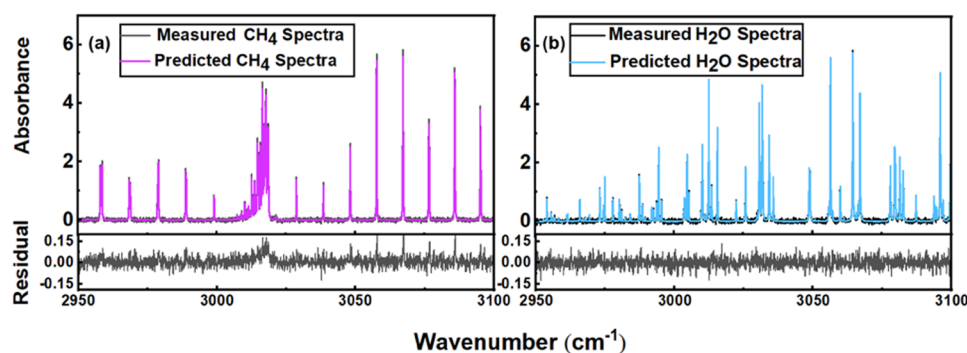 (a) Measured CH4 Spectra
Predicted CH4 Spectra
(b) Measured H2O Spectra
Predicted H2O Spectra
Absorbance
6
4
2
0
6
4
2
0
Residual
0.15
0.00
-0.15
0.15
0.00
-0.15
2950 3000 3050 3100
2950 3000 3050 3100
Wavenumber (cm-1)